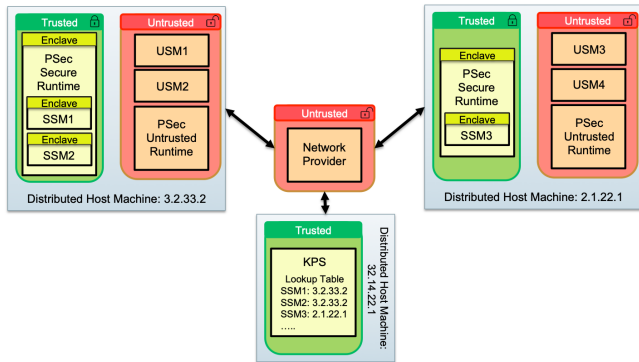 Trusted
Enclave
PSec
Secure
Runtime
Enclave
SSM1
Enclave
SSM2
Untrusted
USM1
USM2
PSec
Untrusted
Runtime
Distributed Host Machine: 3.2.33.2
Untrusted
Network
Provider
Trusted
Enclave
PSec
Secure
Runtime
Enclave
SSM3
Untrusted
USM3
USM4
PSec
Untrusted
Runtime
Distributed Host Machine: 2.1.22.1
Trusted
KPS
Lookup Table
SSM1: 3.2.33.2
SSM2: 3.2.33.2
SSM3: 2.1.22.1
.....
Distributed Host Machine:
32.14.22.1